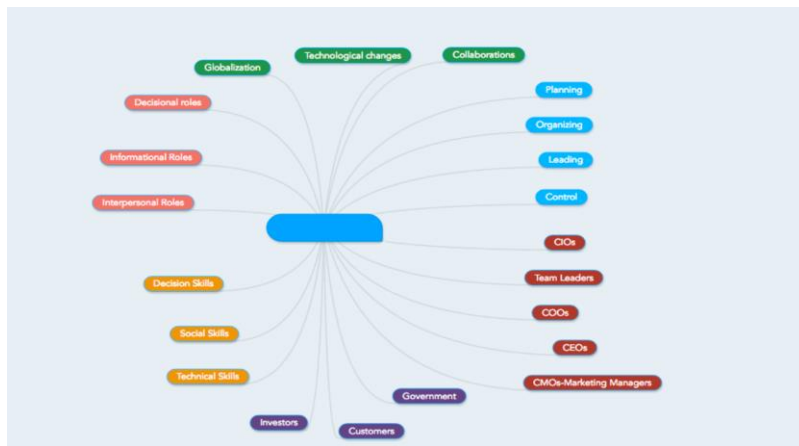 Technological changes
Collaborations
Globalization
Planning
Decisional roles
Organizing
Informational Roles
Leading
Control
Interpersonal Roles
CIOs
Team Leaders
Decision Skills
COOs
Social Skills
CEOs
Technical Skills
CMOs-Marketing Managers
Government
Investors
Customers